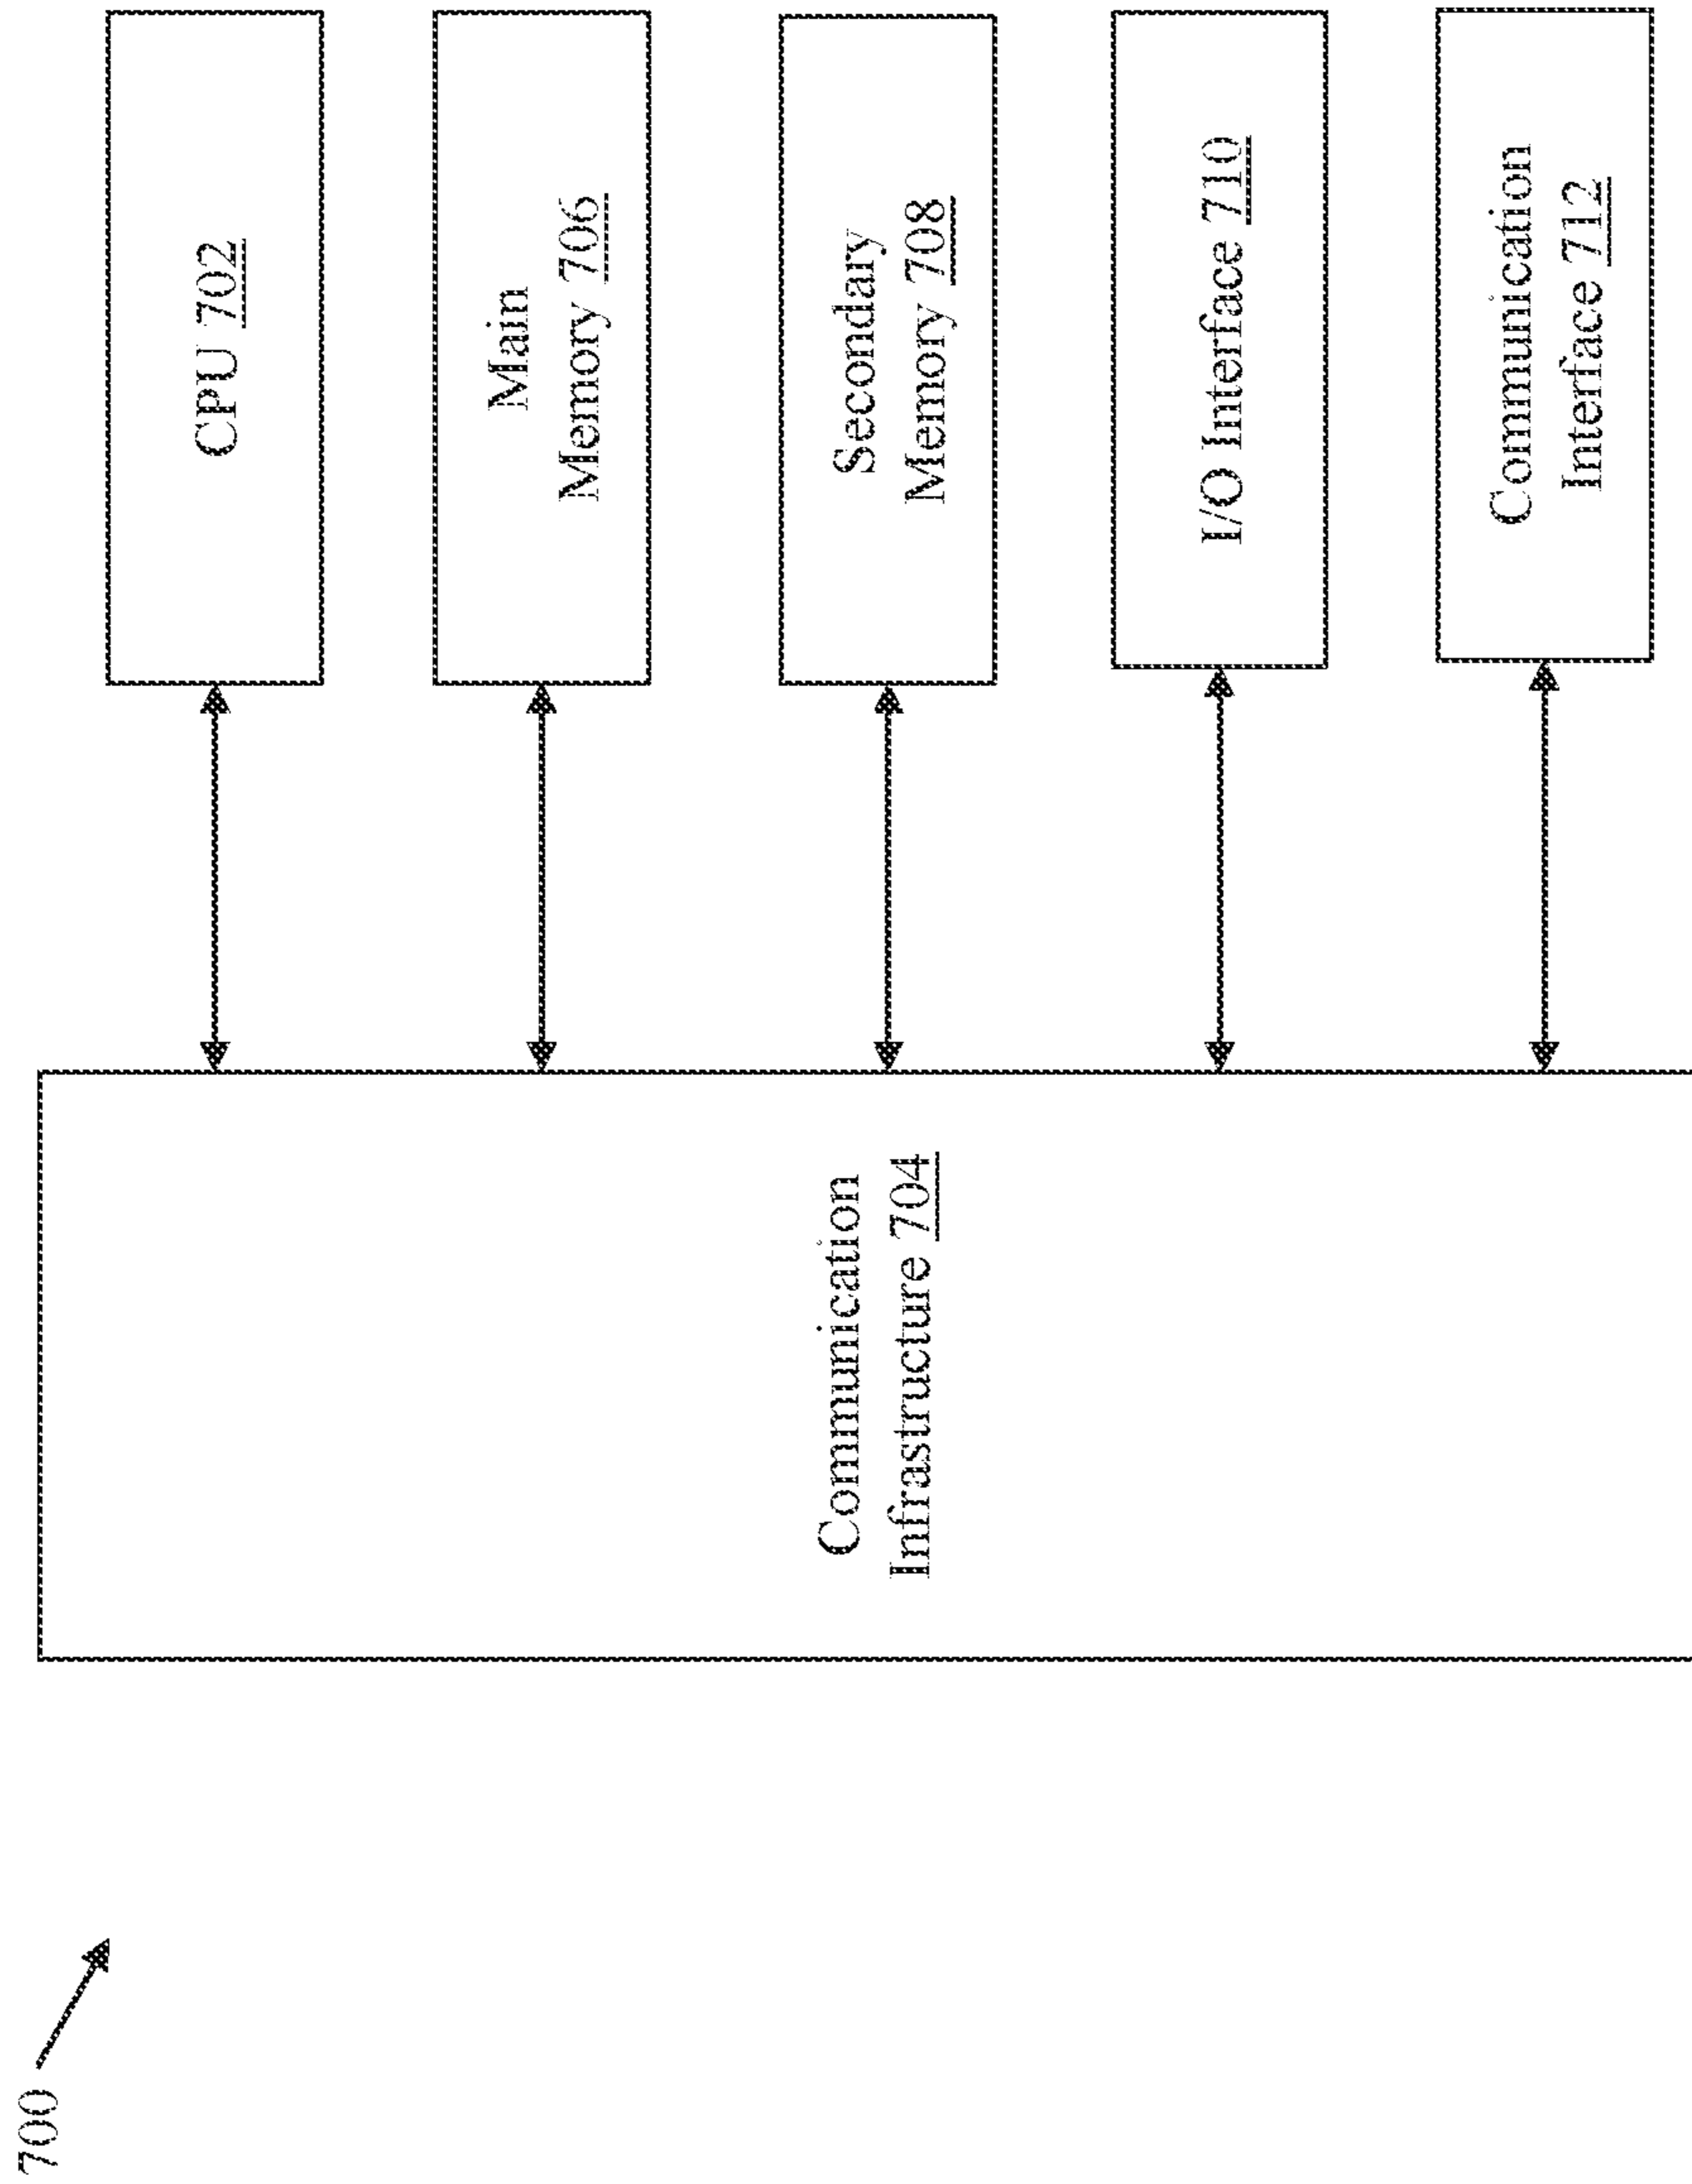 700
Communication
Infrastructure 704
CPU 702
Main
Memory 706
Secondary
Memory 708
I/O Interface 710
Communication
Interface 712